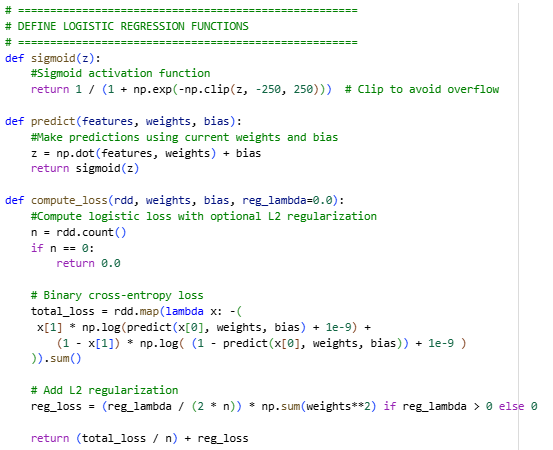 # =====================================================
# DEFINE LOGISTIC REGRESSION FUNCTIONS
# =====================================================
def sigmoid(z):
    #Sigmoid activation function
    return 1 / (1 + np.exp(-np.clip(z, -250, 250)))  # Clip to avoid overflow

def predict(features, weights, bias):
    #Make predictions using current weights and bias
    z = np.dot(features, weights) + bias
    return sigmoid(z)

def compute_loss(rdd, weights, bias, reg_lambda=0.0):
    #Compute logistic loss with optional L2 regularization
    n = rdd.count()
    if n == 0:
        return 0.0

    # Binary cross-entropy loss
    total_loss = rdd.map(lambda x: -(
     x[1] * np.log(predict(x[0], weights, bias) + 1e-9) +
        (1 - x[1]) * np.log( (1 - predict(x[0], weights, bias)) + 1e-9 )
    )).sum()

    # Add L2 regularization
    reg_loss = (reg_lambda / (2 * n)) * np.sum(weights**2) if reg_lambda > 0 else 0

    return (total_loss / n) + reg_loss